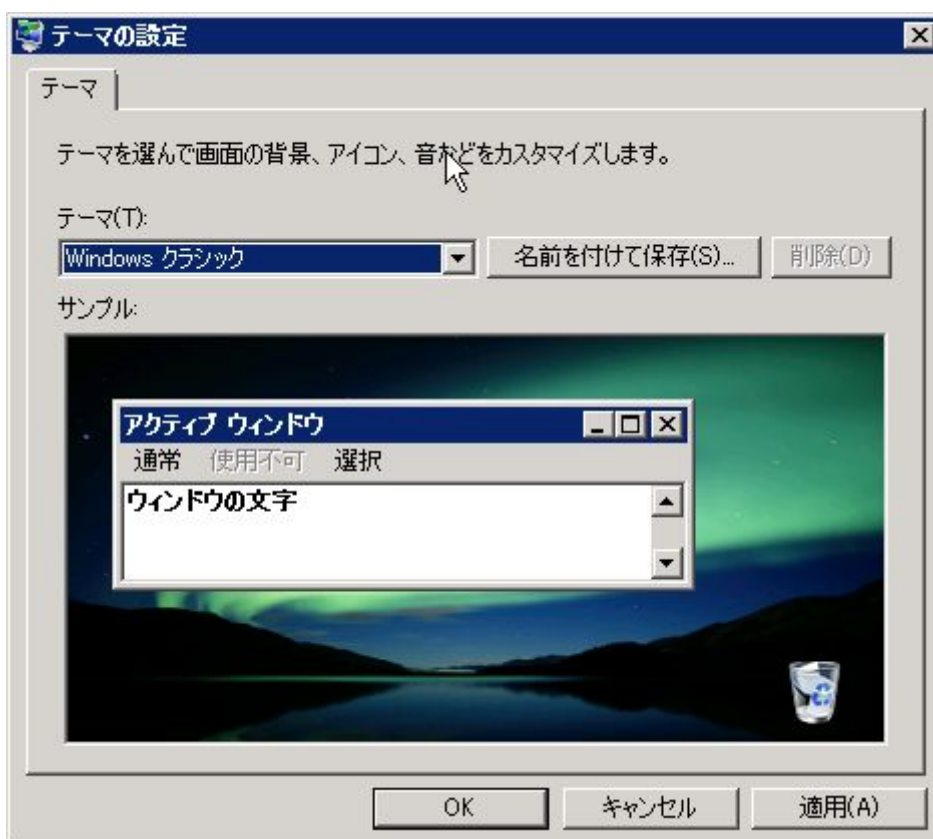 テーマの設定
テーマ
テーマを選んで画面の背景、アイコン、音などをカスタマイズします。
テーマ(T):
Windows クラシック 名前を付けて保存(S)... 削除(D)
サンプル:
アクティブ ウィンドウ
通常 使用不可 選択
ウィンドウの文字
OK キャンセル 適用(A)